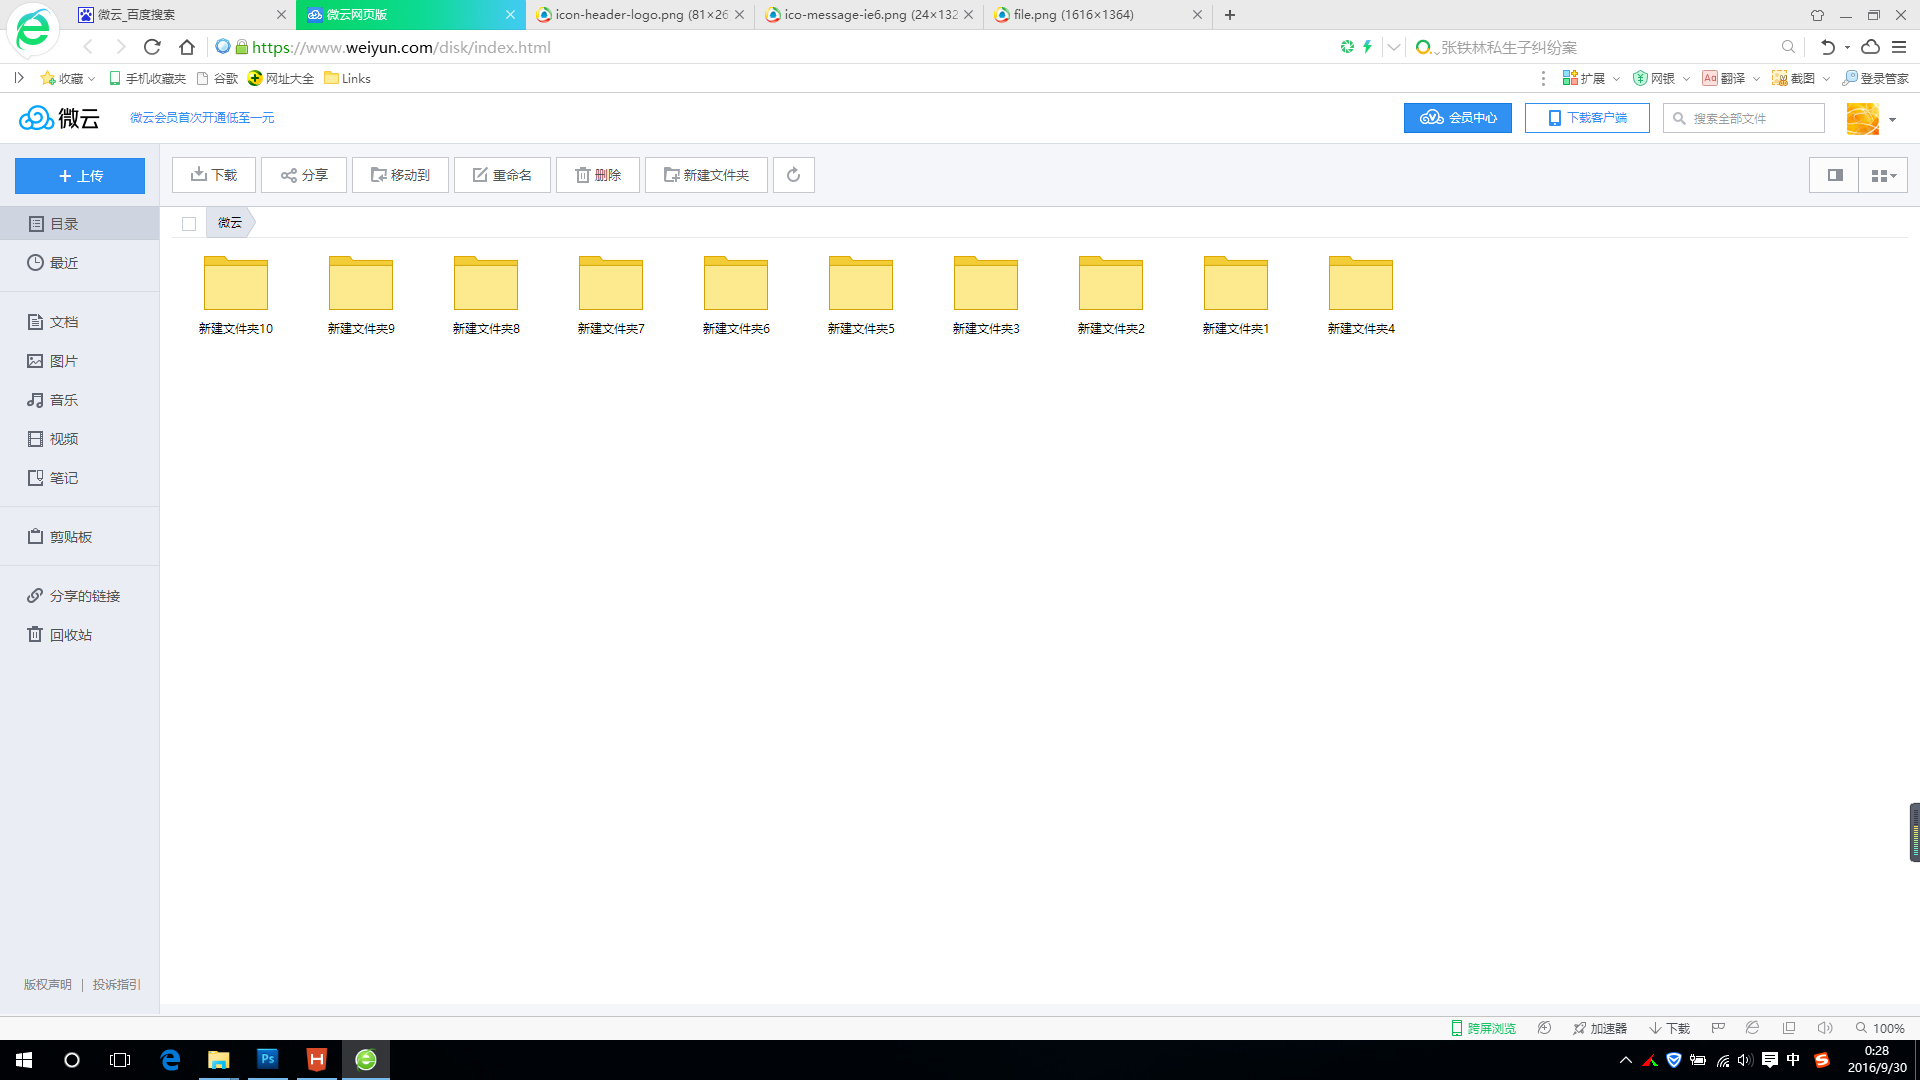 微云_百度搜索
微云网页版
icon-header-logo.png (81×26
ico-message-ie6.png (24×132
file.png (1616×1364)
https://www.weiyun.com/disk/index.html
张铁林私生子纠纷案
收藏
手机收藏夹
谷歌
网址大全
Links
扩展
网银
Aa 翻译
截图
登录管家
微云
微云会员首次开通低至一元
会员中心
下载客户端
搜索全部文件
+ 上传
下载
分享
移动到
重命名
删除
新建文件夹
目录
微云
最近
文档
图片
音乐
视频
笔记
剪贴板
分享的链接
回收站
新建文件夹10
新建文件夹9
新建文件夹8
新建文件夹7
新建文件夹6
新建文件夹5
新建文件夹3
新建文件夹2
新建文件夹1
新建文件夹4
版权声明 | 投诉指引
跨屏浏览
加速器
下载
100%
Ps
H
中
S
0:28
2016/9/30